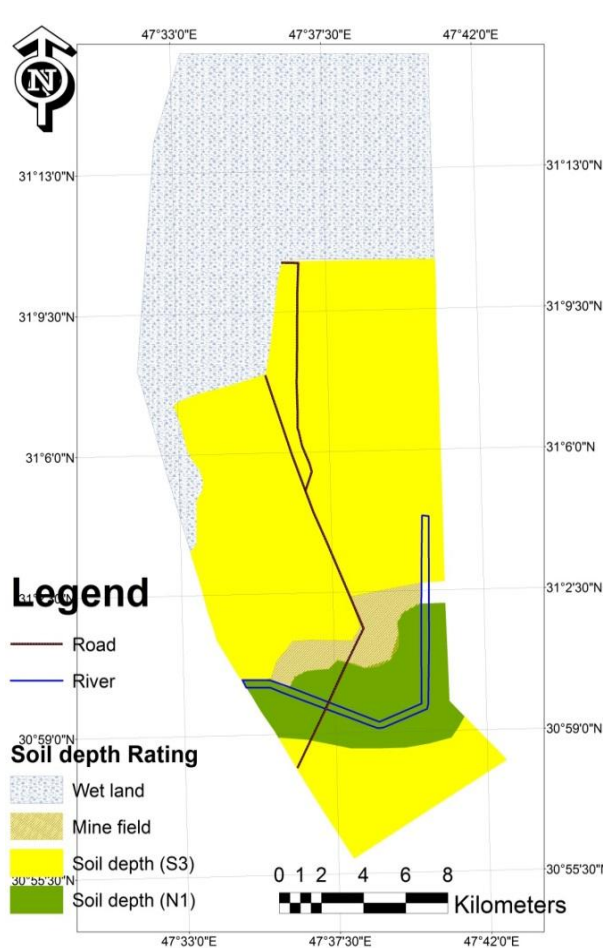 47°33'0"E 47°37'30"E 47°42'0"E
N
31°13'0"N 31°13'0"N
31°9'30"N 31°9'30"N
31°6'0"N 31°6'0"N
Legend 31°2'30"N
Road
River
30°59'0"N 30°59'0"N
Soil depth Rating
Wet land
Mine field
Soil depth (S3)
30°55'30"N 30°55'30"N
Soil depth (N1)
0 1 2 4 6 8
Kilometers
47°33'0"E 47°37'30"E 47°42'0"E